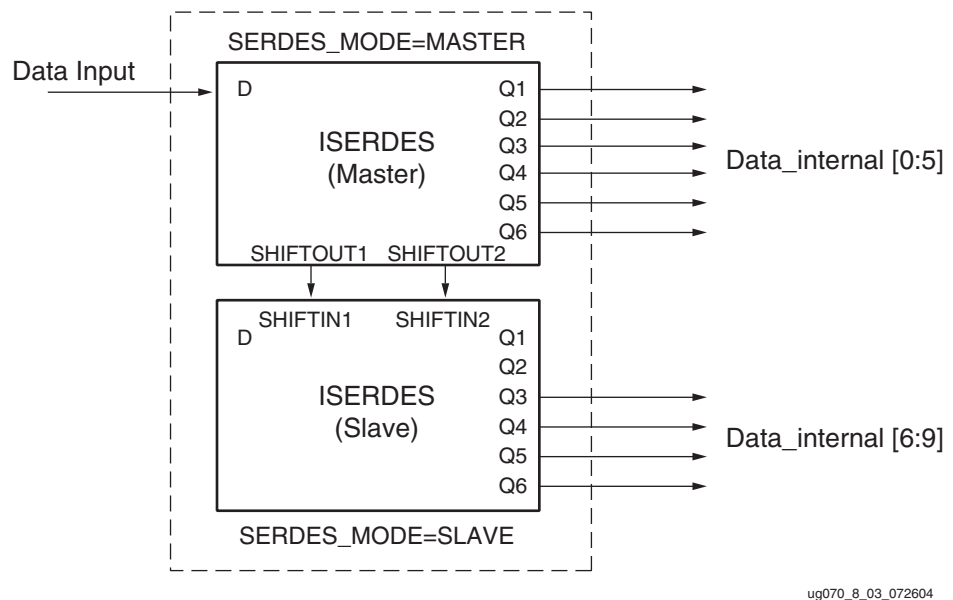 SERDES_MODE=MASTER
Data Input
D
ISERDES
(Master)
Q1
Q2
Q3
Q4
Q5
Q6
SHIFTOUT1 SHIFTOUT2
Data_internal [0:5]
SHIFTIN1 SHIFTIN2
D
ISERDES
(Slave)
Q1
Q2
Q3
Q4
Q5
Q6
Data_internal [6:9]
SERDES_MODE=SLAVE
ug070_8_03_072604